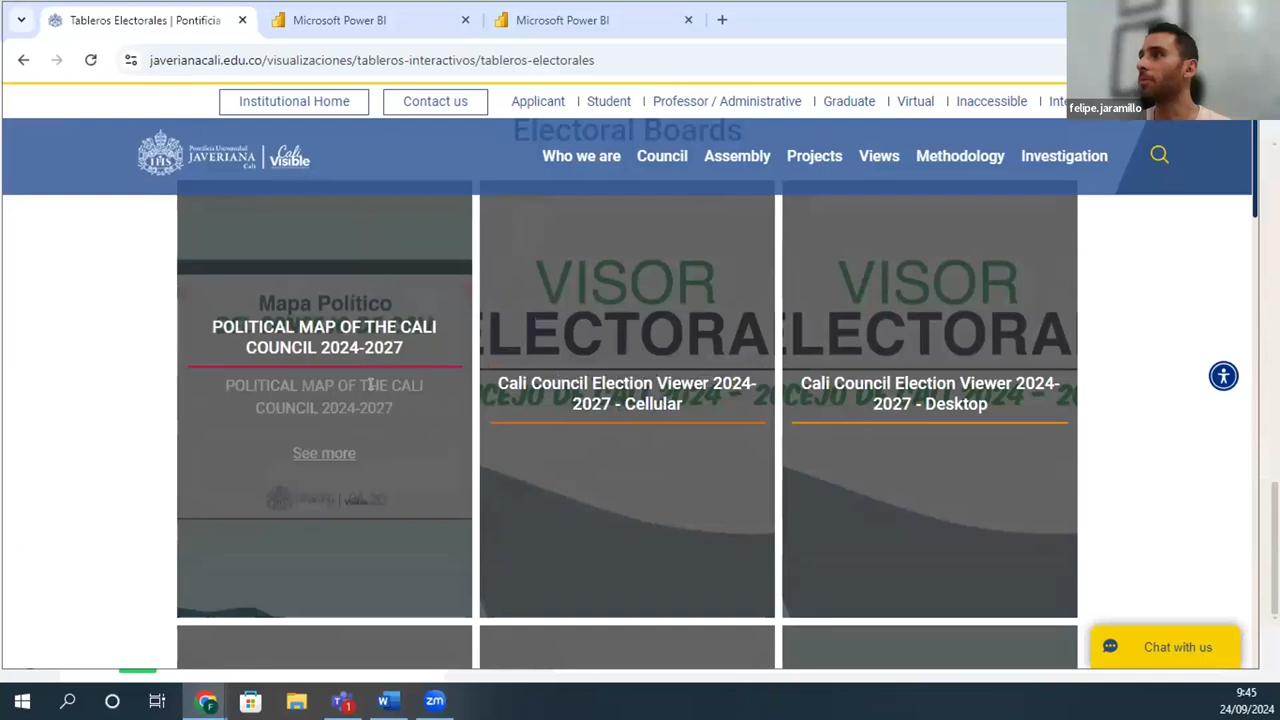 Tableros Electorales | Pontificia
Microsoft Power BI
Microsoft Power BI
javerianacali.edu.co/visualizaciones/tableros-interactivos/tableros-electorales
felipe.jaramillo
Institutional Home
Contact us
Applicant
Student
Professor / Administrative
Graduate
Virtual
Inaccessible
Electoral Boards
Pontificia Universidad
JAVERIANA
Cali
Cali
Visible
Who we are
Council
Assembly
Projects
Views
Methodology
Investigation
Mapa Político
POLITICAL MAP OF THE CALI
COUNCIL 2024-2027
POLITICAL MAP OF THE CALI
COUNCIL 2024-2027
See more
VISOR
ELECTORA
Cali Council Election Viewer 2024-
2027 - Cellular
VISOR
ELECTORA
Cali Council Election Viewer 2024-
2027 - Desktop
Chat with us
9:45
24/09/2024